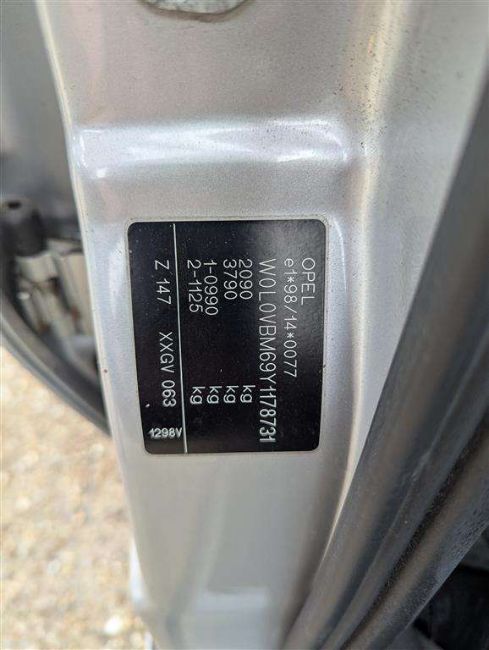 OPEL
e1*98/14*0077
W0L0VBM69Y1178731
2090 kg
3790 kg
1-0990 kg
2-1125 kg
Z 147 XXGV 063
1298V